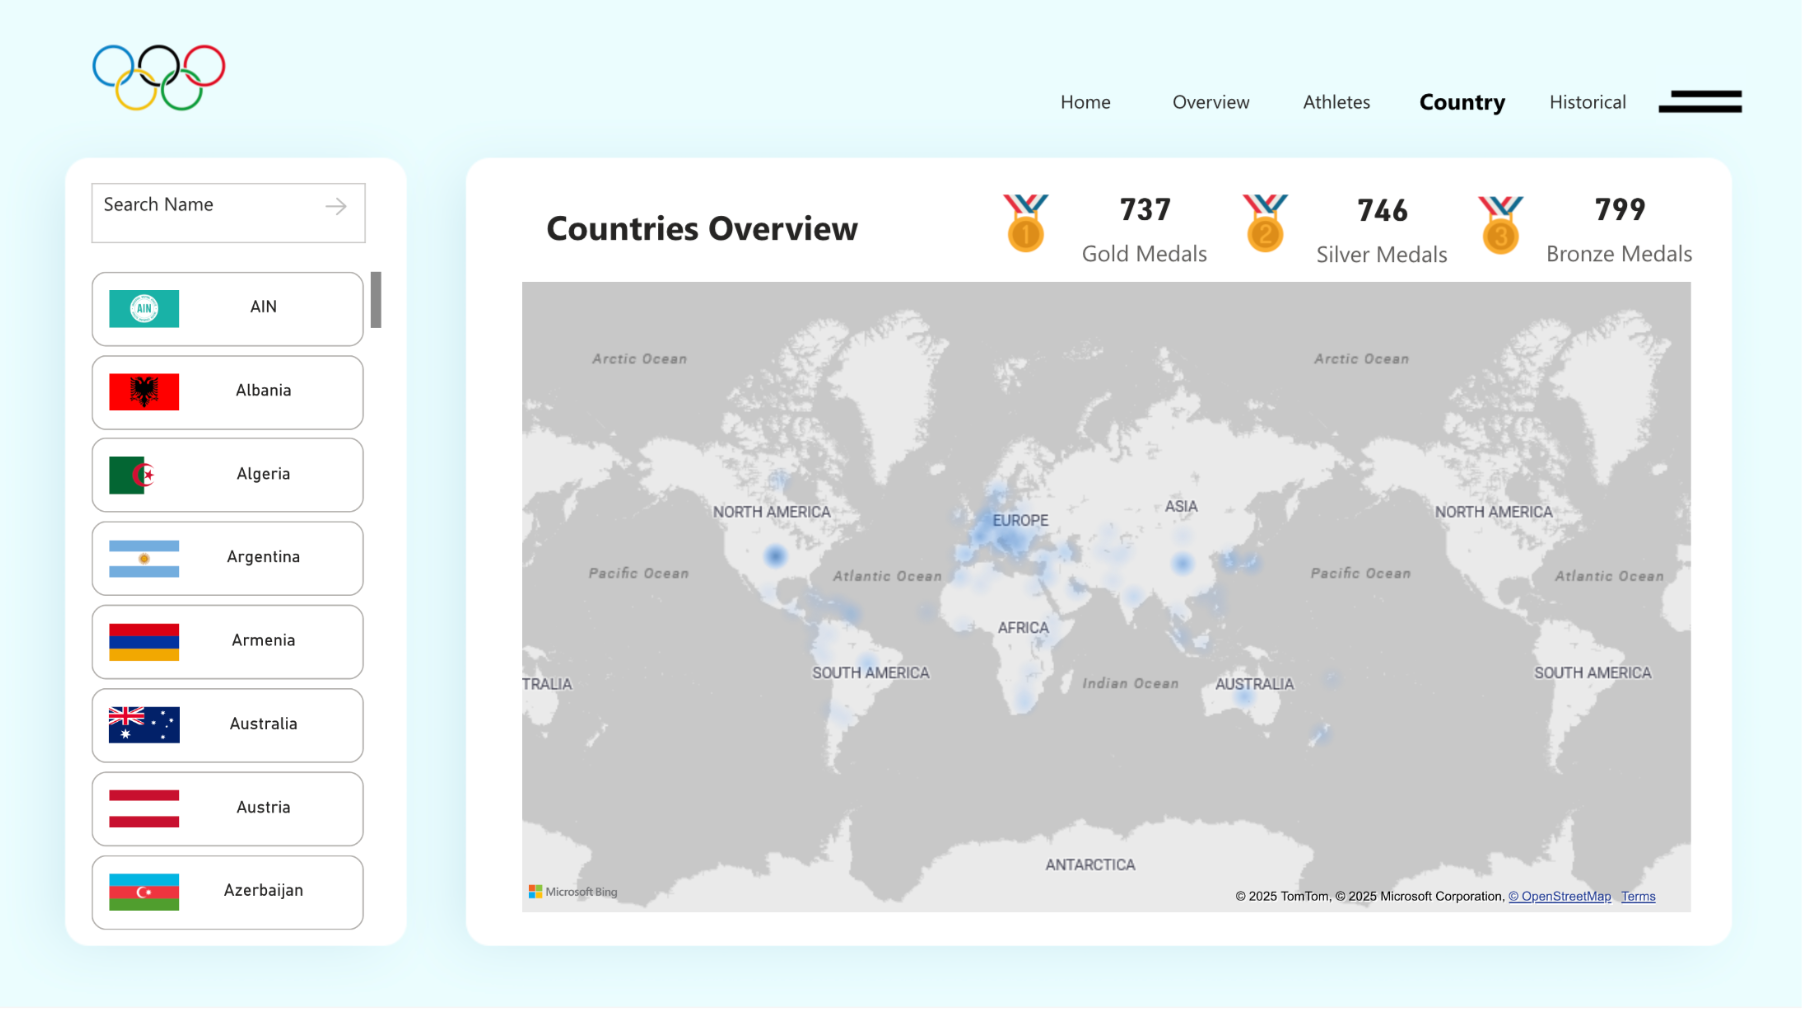 Home Overview Athletes Country Historical
Search Name
AIN
AIN
Albania
Algeria
Argentina
Armenia
Australia
Austria
Azerbaijan
Countries Overview
1
737
Gold Medals
2
746
Silver Medals
3
799
Bronze Medals
Arctic Ocean
Arctic Ocean
NORTH AMERICA
EUROPE
ASIA
NORTH AMERICA
Pacific Ocean
Atlantic Ocean
Pacific Ocean
Atlantic Ocean
AFRICA
SOUTH AMERICA
TRALIA
Indian Ocean
AUSTRALIA
SOUTH AMERICA
ANTARCTICA
Microsoft Bing
© 2025 TomTom, © 2025 Microsoft Corporation, © OpenStreetMap Terms